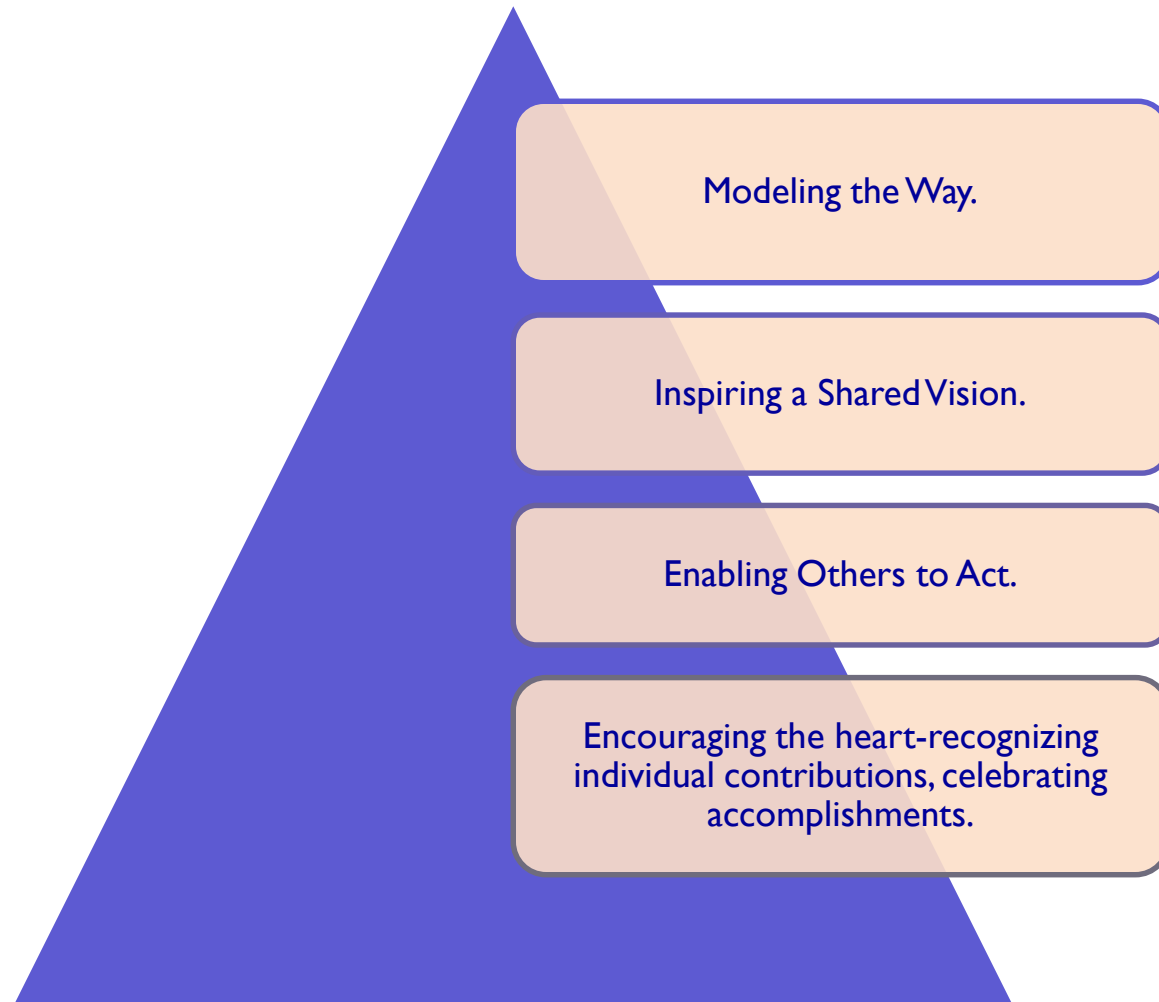 Modeling the Way.
Inspiring a Shared Vision.
Enabling Others to Act.
Encouraging the heart-recognizing
individual contributions, celebrating
accomplishments.